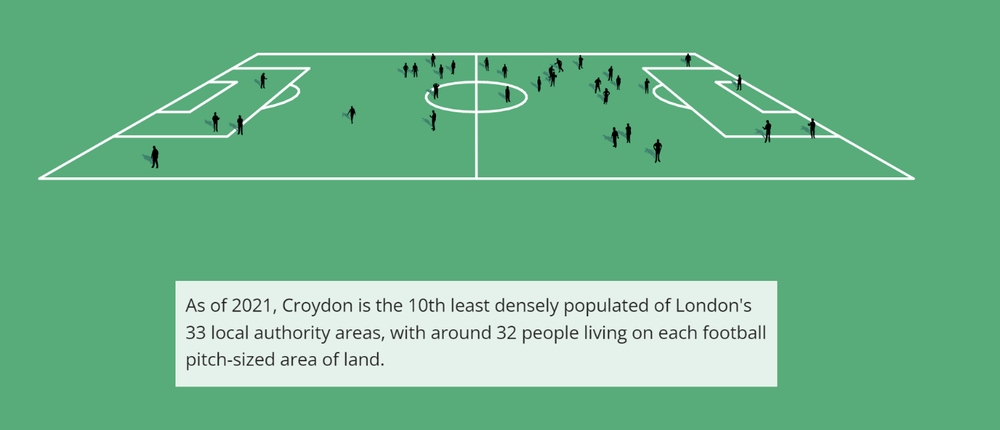 As of 2021, Croydon is the 10th least densely populated of London's
33 local authority areas, with around 32 people living on each football
pitch-sized area of land.